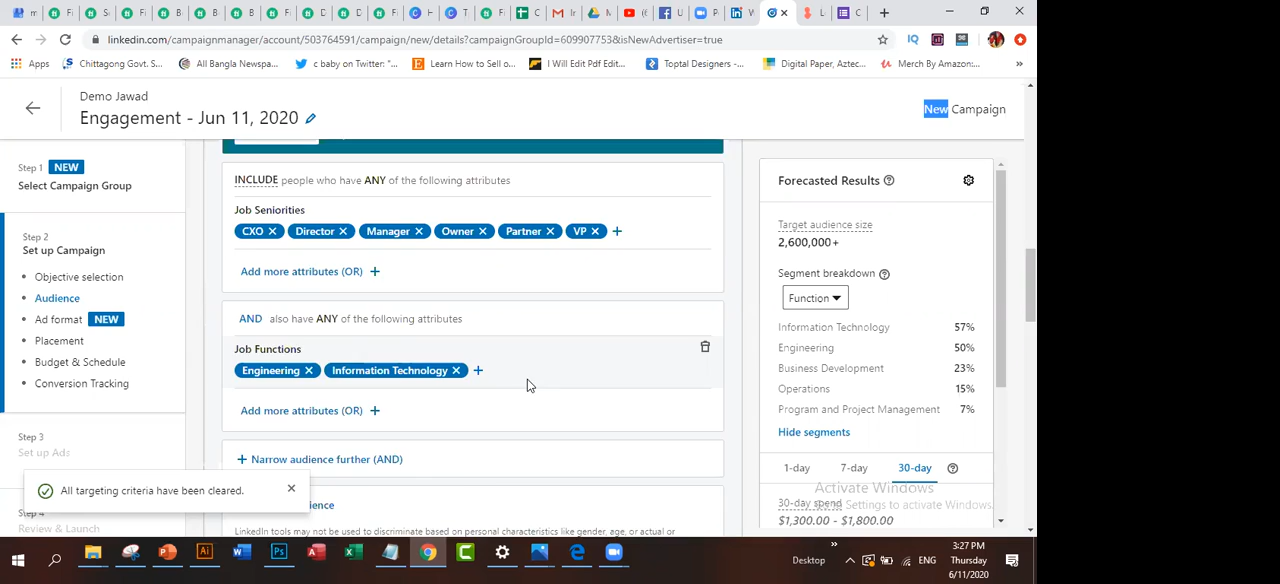 linkedin.com/campaignmanager/account/503764591/campaign/new/details?campaignGroupId=609907753&isNewAdvertiser=true
Apps
Chittagong Govt. S...
All Bangla Newspa...
c baby on Twitter: "...
Learn How to Sell o...
I Will Edit Pdf Edit...
Toptal Designers -...
Digital Paper, Aztec...
Merch By Amazon:...
Demo Jawad
Engagement - Jun 11, 2020
New Campaign
Step 1 NEW
Select Campaign Group
Step 2
Set up Campaign
Objective selection
Audience
Ad format NEW
Placement
Budget & Schedule
Conversion Tracking
Step 3
Set up Ads
Review & Launch
INCLUDE people who have ANY of the following attributes
Job Seniorities
CXO Director Manager Owner Partner VP
Add more attributes (OR)
AND also have ANY of the following attributes
Job Functions
Engineering Information Technology
Add more attributes (OR)
Narrow audience further (AND)
LinkedIn tools may not be used to discriminate based on personal characteristics like gender, age, or actual or
All targeting criteria have been cleared.
Forecasted Results
Target audience size
2,600,000+
Segment breakdown
Function
Information Technology 57%
Engineering 50%
Business Development 23%
Operations 15%
Program and Project Management 7%
Hide segments
1-day 7-day 30-day
30-day spend
$1,300.00 - $1,800.00
Activate Windows
Settings to activate Windows.
Desktop
ENG
3:27 PM
Thursday
6/11/2020